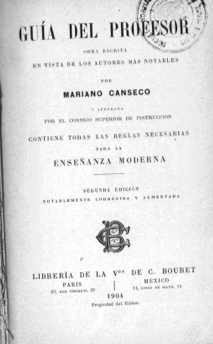 GUÍA DEL PROFESOR
OBRA ESCRITA
EN VISTA DE LOS AUTORES MÁS NOTABLES
POR
MARIANO CANSECO
Y APROBADA
POR EL CONSEJO SUPERIOR DE INSTRUCCIÓN
CONTIENE TODAS LAS REGLAS NECESARIAS
PARA LA
ENSEÑANZA MODERNA
SEGUNDA EDICIÓN
NOTABLEMENTE CORREGIDA Y AUMENTADA
LIBRERÍA DE LA Vda DE C. BOURET
PARÍS
MEXICO
1904
Propiedad del Editor.